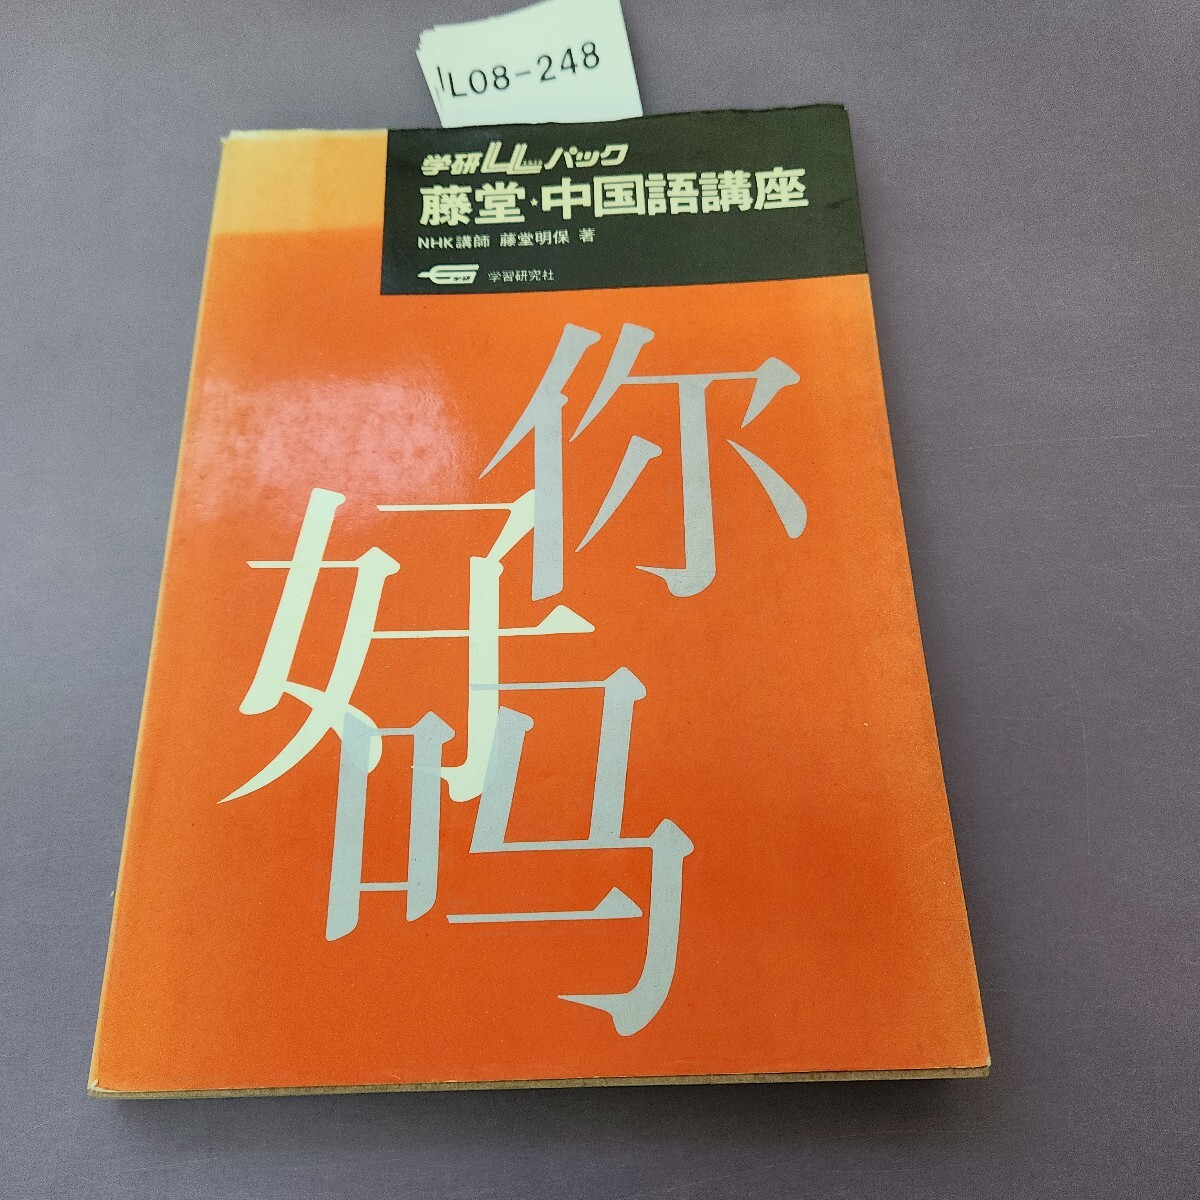 L08-248
学研LLパック
藤堂・中国語講座
NHK講師 藤堂明保 著
学習研究社
你
好
吗